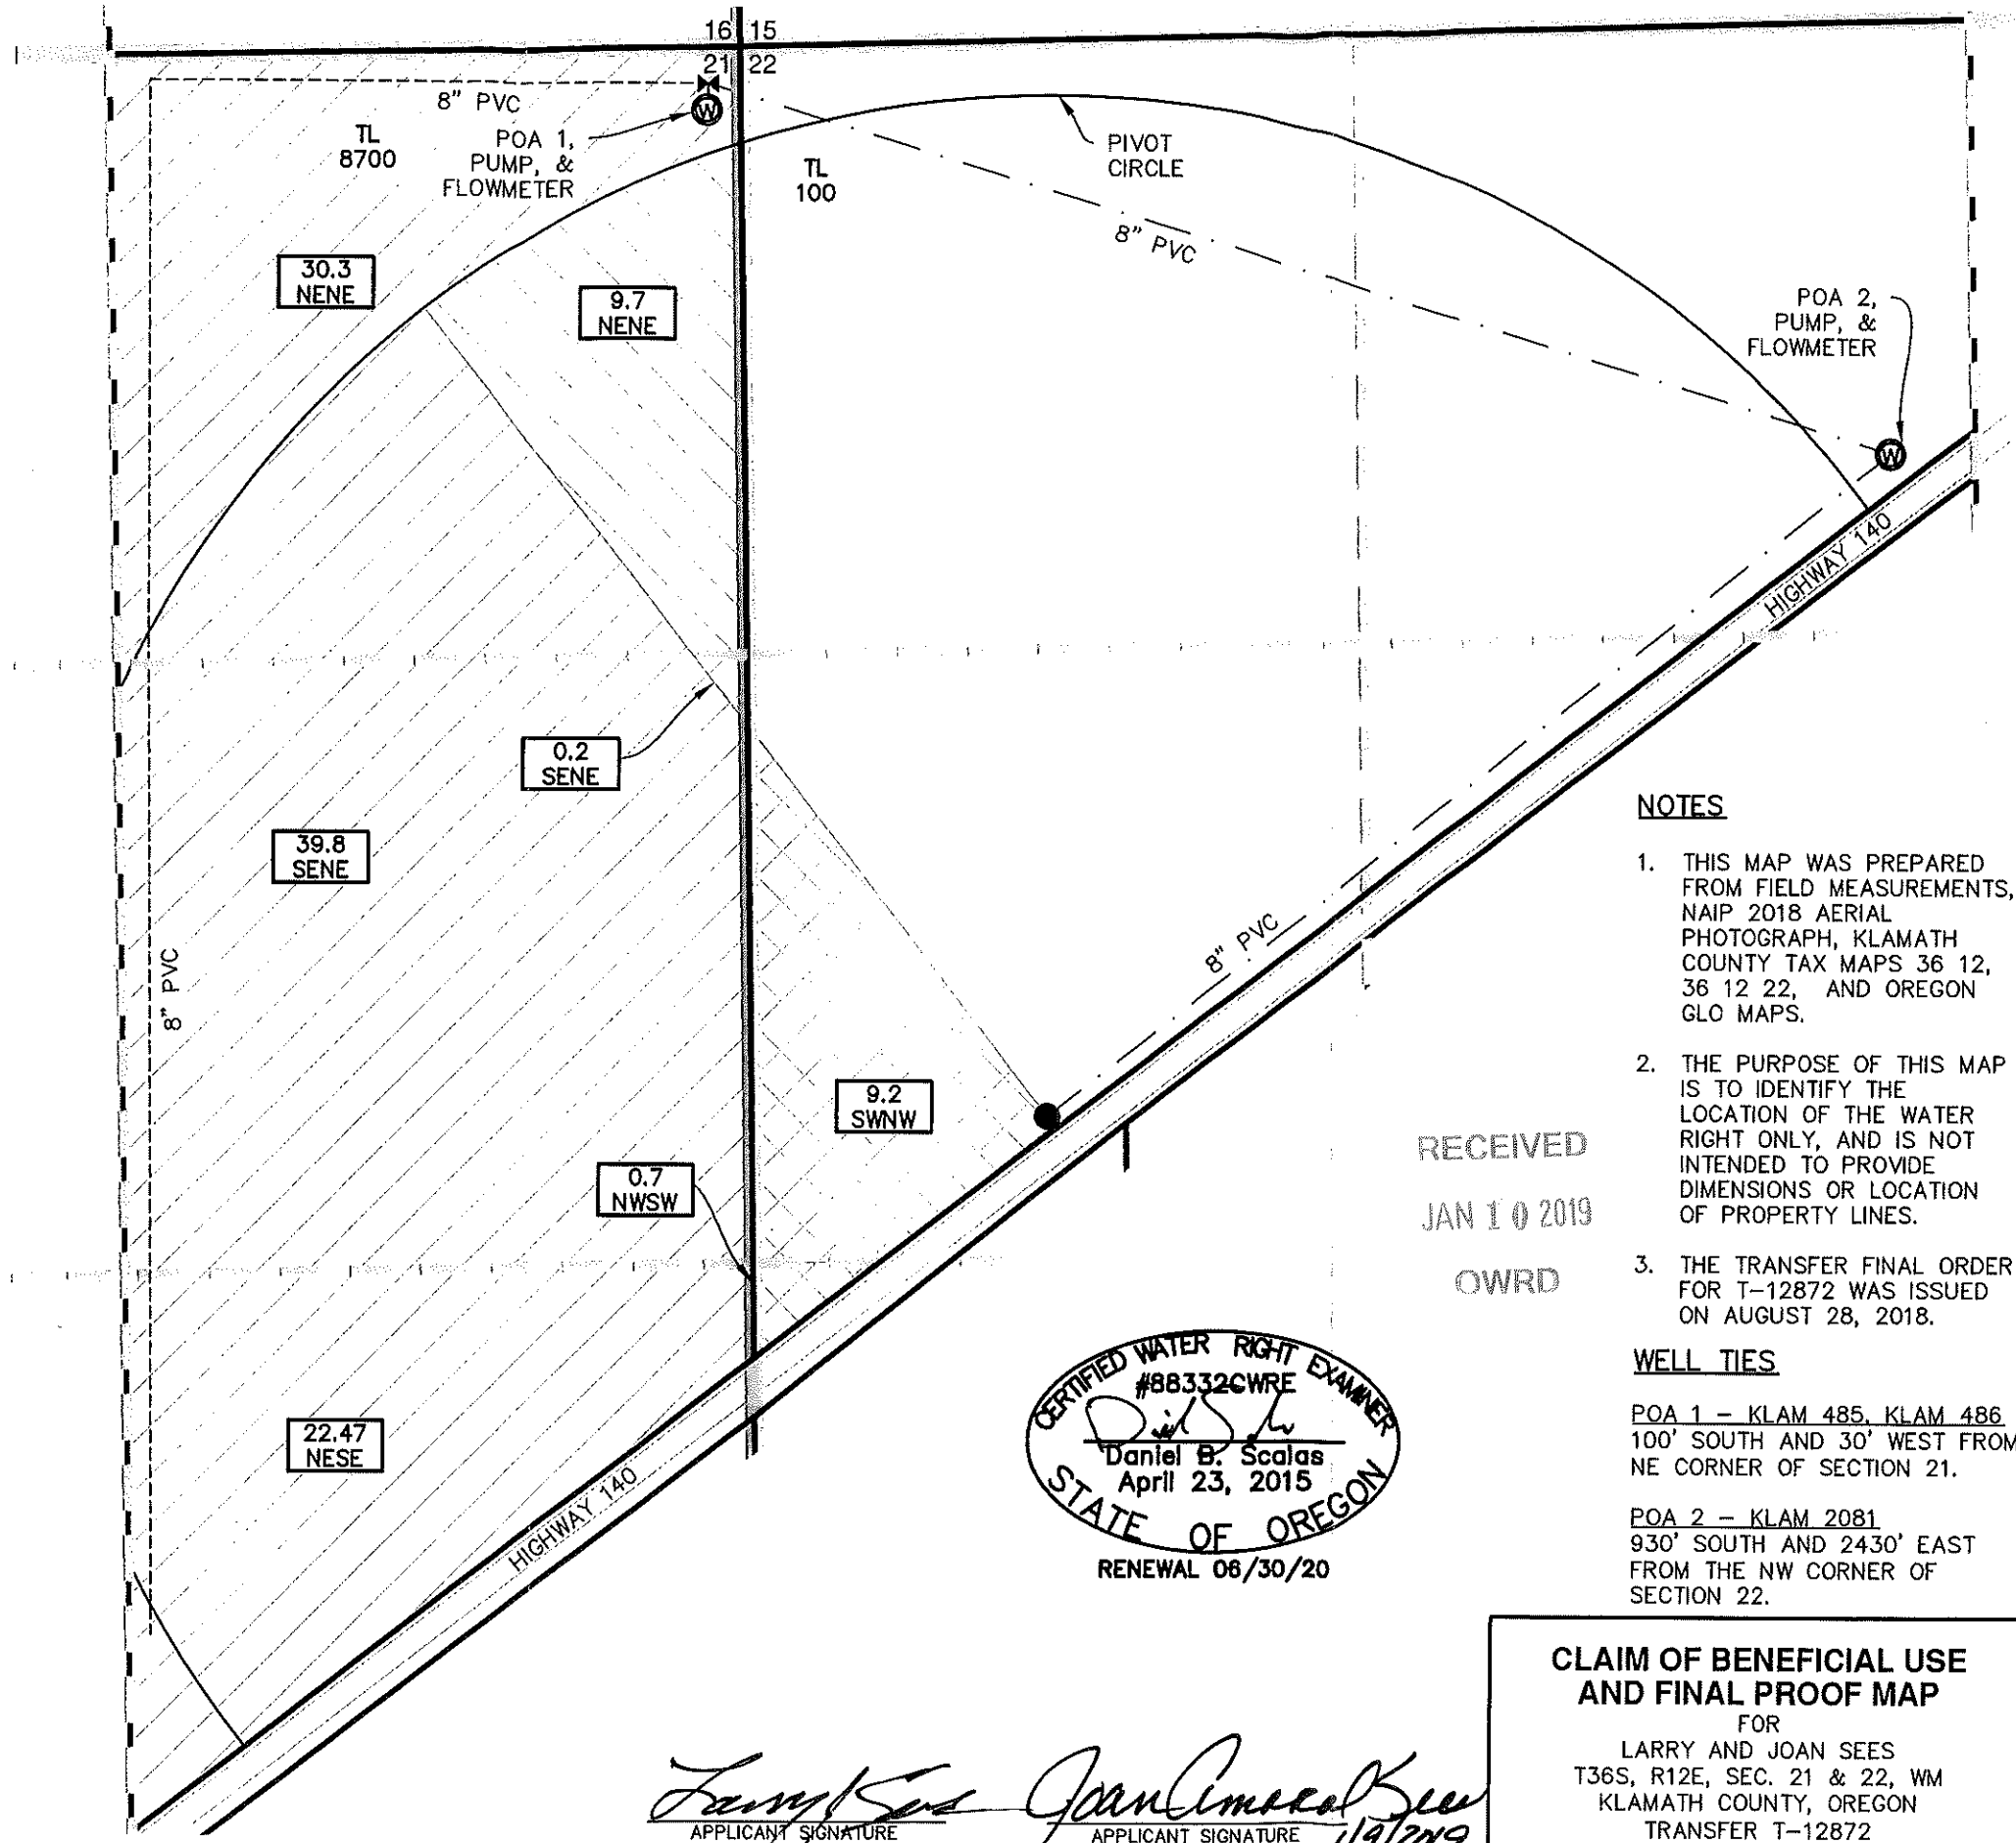 16 15
21 22
8" PVC
POA 1,
PUMP, &
FLOWMETER
TL
8700
TL
100
PIVOT
CIRCLE
8" PVC
30.3
NENE
9.7
NENE
POA 2,
PUMP, &
FLOWMETER
HIGHWAY 140
0.2
SENE
39.8
SENE
8" PVC
8" PVC
9.2
SWNW
0.7
NWSW
22.47
NESE
HIGHWAY 140
RECEIVED
JAN 10 2019
OWRD
CERTIFIED WATER RIGHT EXAMINER
#88332CWRE
Daniel B. Scalas
April 23, 2015
STATE OF OREGON
RENEWAL 06/30/20
NOTES
1. THIS MAP WAS PREPARED
FROM FIELD MEASUREMENTS,
NAIP 2018 AERIAL
PHOTOGRAPH, KLAMATH
COUNTY TAX MAPS 36 12,
36 12 22, AND OREGON
GLO MAPS.
2. THE PURPOSE OF THIS MAP
IS TO IDENTIFY THE
LOCATION OF THE WATER
RIGHT ONLY, AND IS NOT
INTENDED TO PROVIDE
DIMENSIONS OR LOCATION
OF PROPERTY LINES.
3. THE TRANSFER FINAL ORDER
FOR T-12872 WAS ISSUED
ON AUGUST 28, 2018.
WELL TIES
POA 1 - KLAM 485, KLAM 486
100' SOUTH AND 30' WEST FROM
NE CORNER OF SECTION 21.
POA 2 - KLAM 2081
930' SOUTH AND 2430' EAST
FROM THE NW CORNER OF
SECTION 22.
CLAIM OF BENEFICIAL USE
AND FINAL PROOF MAP
FOR
LARRY AND JOAN SEES
T36S, R12E, SEC. 21 & 22, WM
KLAMATH COUNTY, OREGON
TRANSFER T-12872
APPLICANT SIGNATURE
APPLICANT SIGNATURE
1/9/2019